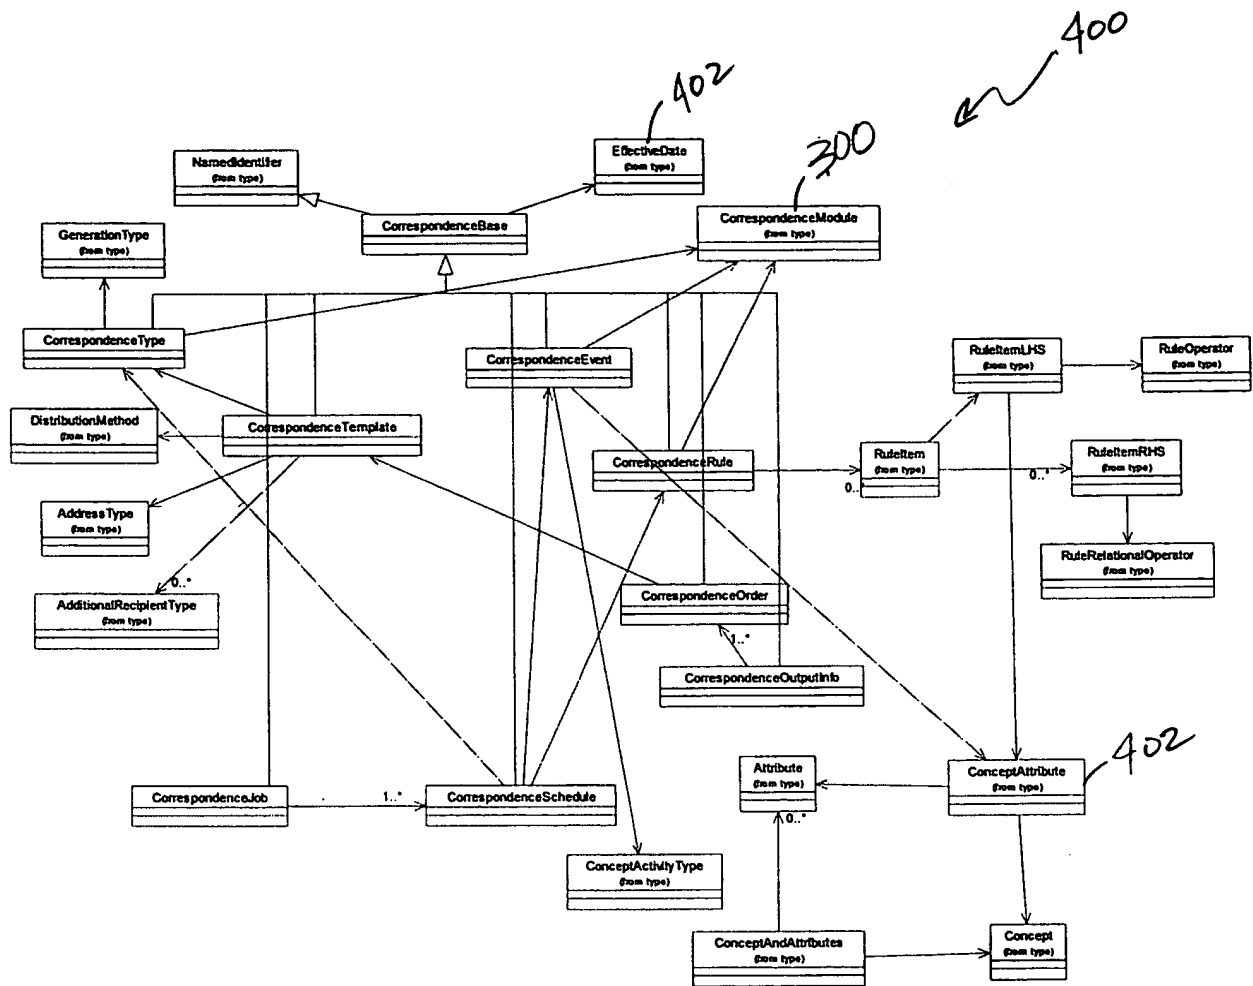 400
402
300
NamedIdentifier
(from type)
EffectiveDate
(from type)
CorrespondenceBase
CorrespondenceModule
(from type)
GenerationType
(from type)
CorrespondenceType
CorrespondenceEvent
RuleItemLHS
(from type)
RuleOperator
(from type)
DistributionMethod
(from type)
CorrespondenceTemplate
CorrespondenceRule
0..
RuleItem
(from type)
0..*
RuleItemRHS
(from type)
AddressType
(from type)
RuleRelationalOperator
(from type)
0..*
AdditionalRecipientType
(from type)
CorrespondenceOrder
1..*
CorrespondenceOutputInfo
402
CorrespondenceJob
1..*
CorrespondenceSchedule
Attribute
(from type)
0..*
ConceptAttribute
(from type)
ConceptActivityType
(from type)
ConceptAndAttributes
(from type)
Concept
(from type)